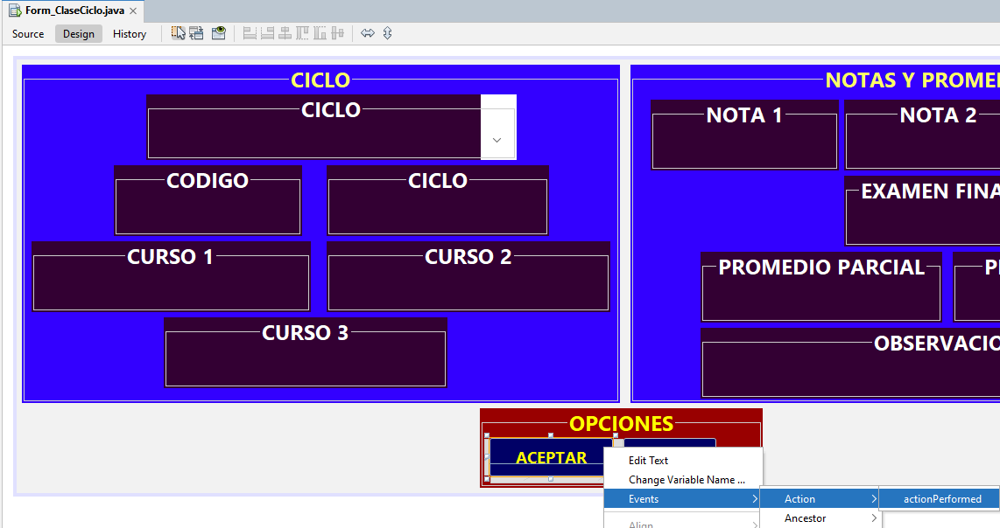 Form_ClaseCiclo.java
Source Design History
CICLO
CICLO
CODIGO CICLO
CURSO 1 CURSO 2
CURSO 3
NOTAS Y PROME
NOTA 1 NOTA 2
EXAMEN FINA
PROMEDIO PARCIAL P
OBSERVACIO
OPCIONES
ACEPTAR
Edit Text
Change Variable Name ...
Events Action actionPerformed
Align Ancestor